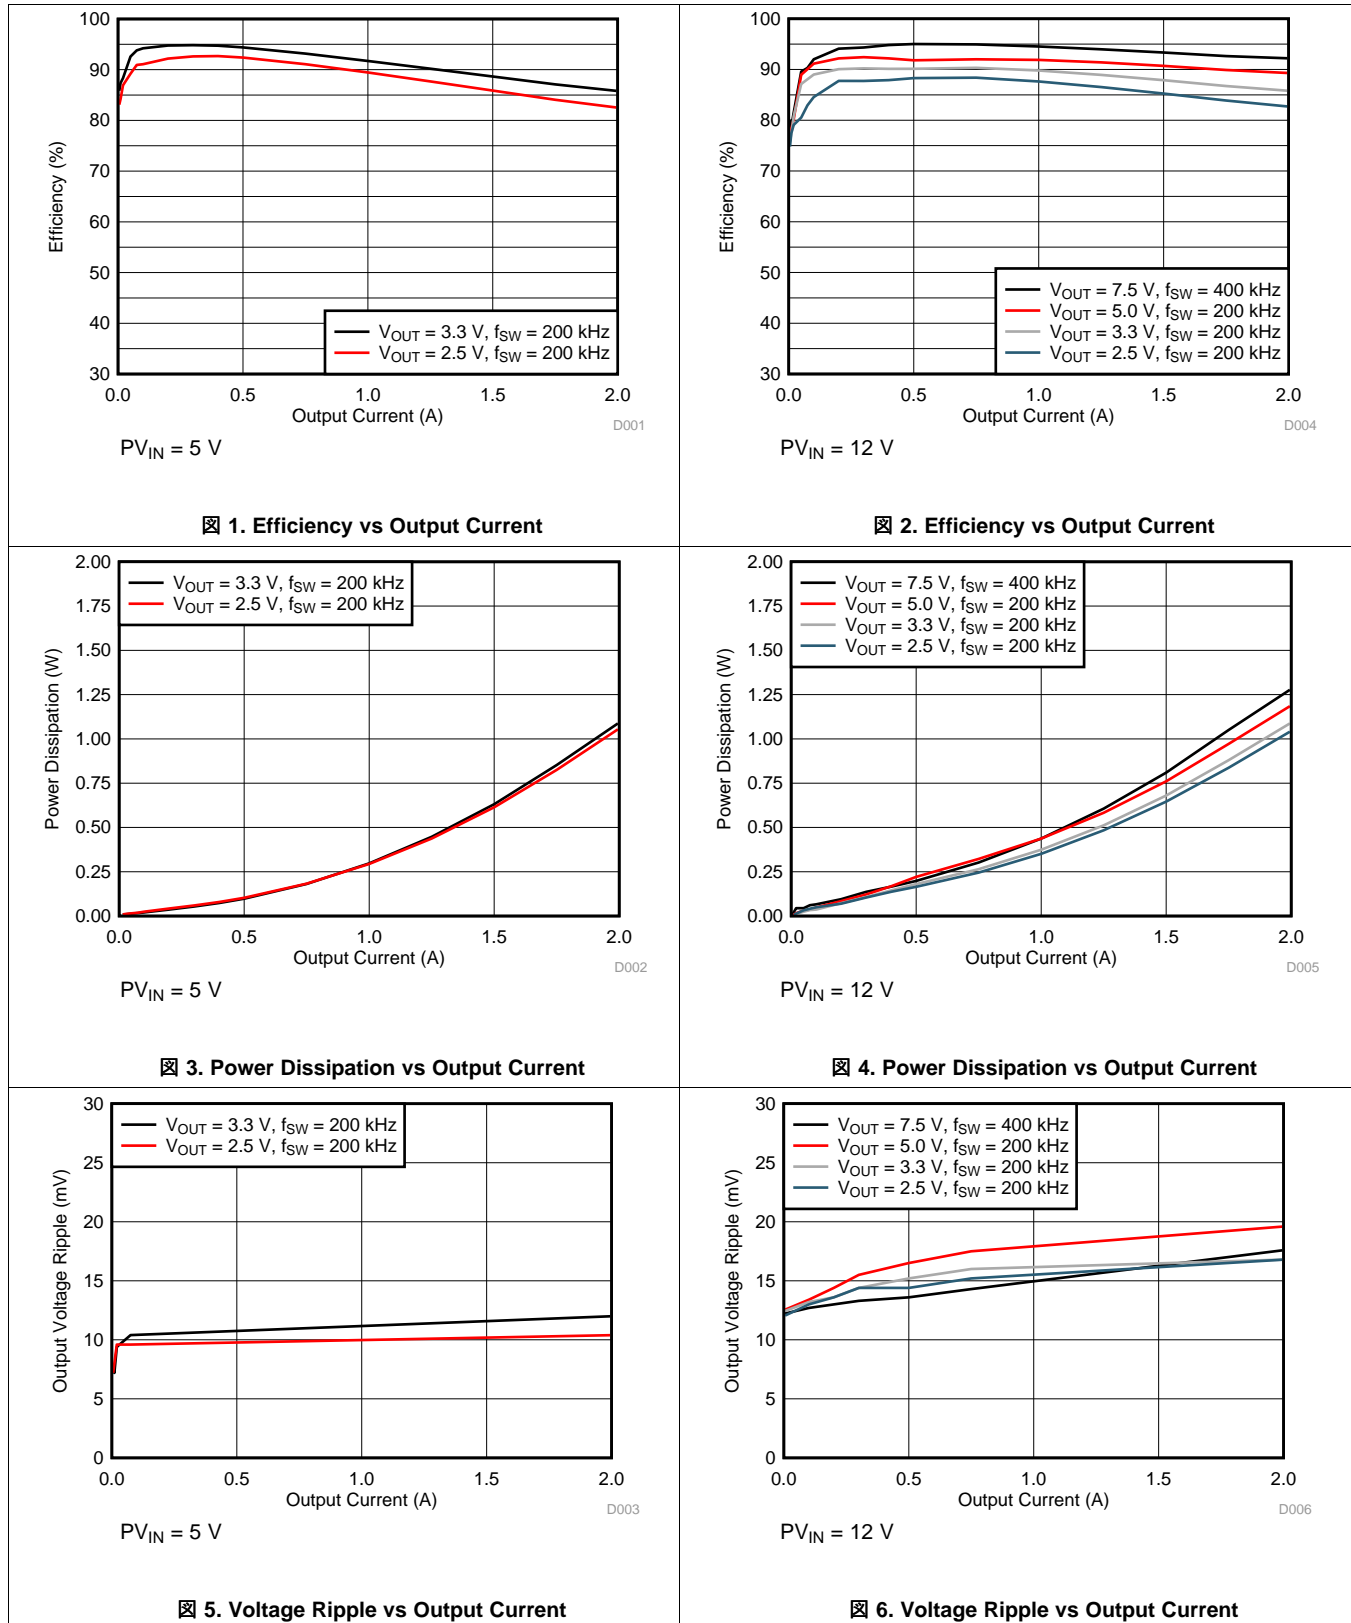 100
90
80
70
60
50
40
30
Efficiency (%)
VOUT = 3.3 V, fSW = 200 kHz
VOUT = 2.5 V, fSW = 200 kHz
0.0 0.5 1.0 1.5 2.0
Output Current (A)
D001
PVIN = 5 V
図 1. Efficiency vs Output Current
100
90
80
70
60
50
40
30
Efficiency (%)
VOUT = 7.5 V, fSW = 400 kHz
VOUT = 5.0 V, fSW = 200 kHz
VOUT = 3.3 V, fSW = 200 kHz
VOUT = 2.5 V, fSW = 200 kHz
0.0 0.5 1.0 1.5 2.0
Output Current (A)
D004
PVIN = 12 V
図 2. Efficiency vs Output Current
2.00
1.75
1.50
1.25
1.00
0.75
0.50
0.25
0.00
Power Dissipation (W)
VOUT = 3.3 V, fSW = 200 kHz
VOUT = 2.5 V, fSW = 200 kHz
0.0 0.5 1.0 1.5 2.0
Output Current (A)
D002
PVIN = 5 V
図 3. Power Dissipation vs Output Current
2.00
1.75
1.50
1.25
1.00
0.75
0.50
0.25
0.00
Power Dissipation (W)
VOUT = 7.5 V, fSW = 400 kHz
VOUT = 5.0 V, fSW = 200 kHz
VOUT = 3.3 V, fSW = 200 kHz
VOUT = 2.5 V, fSW = 200 kHz
0.0 0.5 1.0 1.5 2.0
Output Current (A)
D005
PVIN = 12 V
図 4. Power Dissipation vs Output Current
30
25
20
15
10
5
0
Output Voltage Ripple (mV)
VOUT = 3.3 V, fSW = 200 kHz
VOUT = 2.5 V, fSW = 200 kHz
0.0 0.5 1.0 1.5 2.0
Output Current (A)
D003
PVIN = 5 V
図 5. Voltage Ripple vs Output Current
30
25
20
15
10
5
0
Output Voltage Ripple (mV)
VOUT = 7.5 V, fSW = 400 kHz
VOUT = 5.0 V, fSW = 200 kHz
VOUT = 3.3 V, fSW = 200 kHz
VOUT = 2.5 V, fSW = 200 kHz
0.0 0.5 1.0 1.5 2.0
Output Current (A)
D006
PVIN = 12 V
図 6. Voltage Ripple vs Output Current